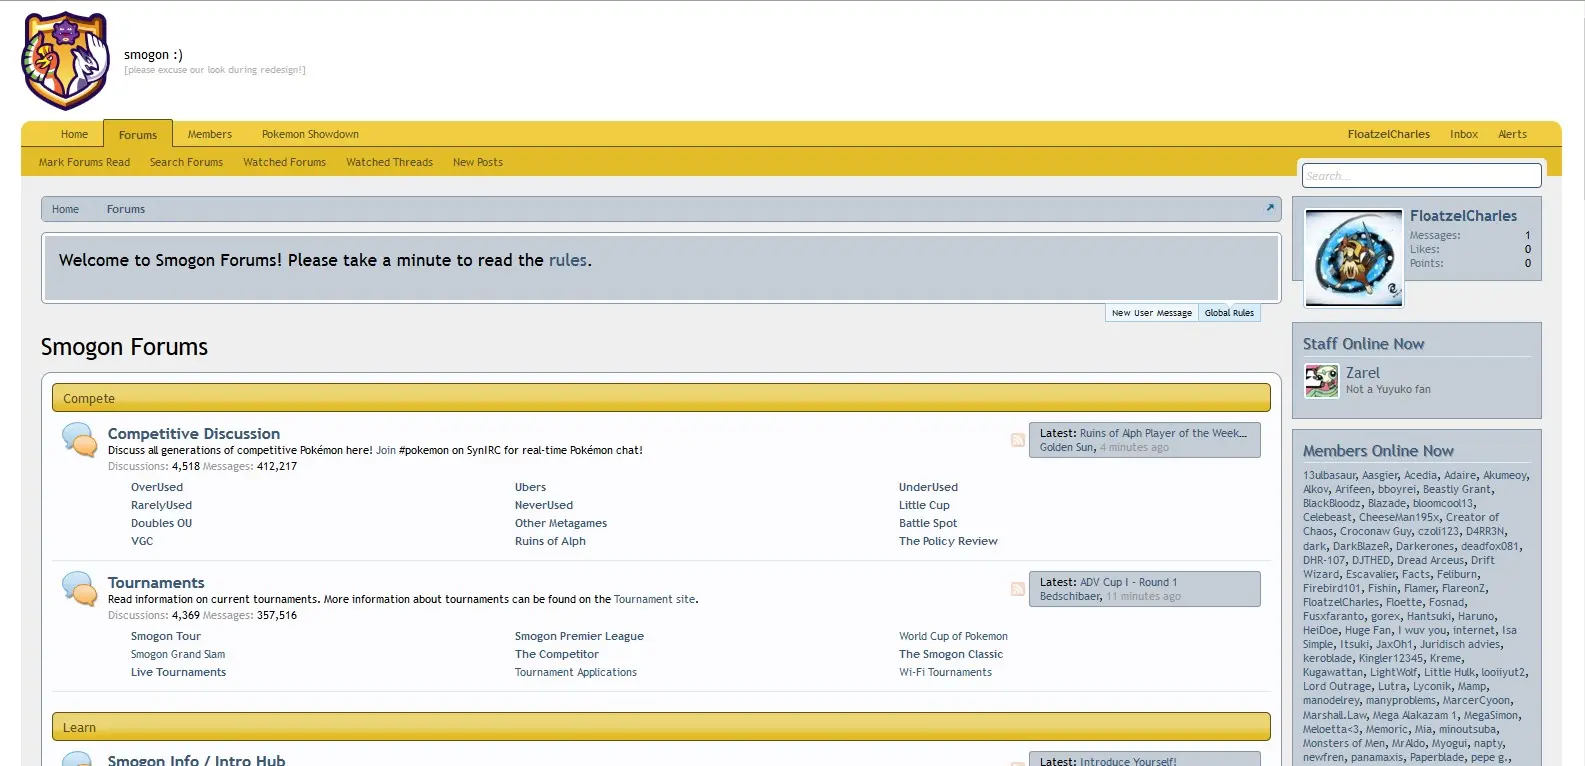 smogon :)
[please excuse our look during redesign!]
Home Forums Members Pokemon Showdown FloatzelCharles Inbox Alerts
Mark Forums Read Search Forums Watched Forums Watched Threads New Posts
Search...
Home Forums
Welcome to Smogon Forums! Please take a minute to read the rules.
New User Message Global Rules
Smogon Forums
Compete
Competitive Discussion
Discuss all generations of competitive Pokémon here! Join #pokemon on SynIRC for real-time Pokémon chat!
Discussions: 4,518 Messages: 412,217
Latest: Ruins of Alph Player of the Week...
Golden Sun, 4 minutes ago
OverUsed Ubers UnderUsed
RarelyUsed NeverUsed Little Cup
Doubles OU Other Metagames Battle Spot
VGC Ruins of Alph The Policy Review
Tournaments
Read information on current tournaments. More information about tournaments can be found on the Tournament site.
Discussions: 4,369 Messages: 357,516
Latest: ADV Cup I - Round 1
Bedschibaer, 11 minutes ago
Smogon Tour Smogon Premier League World Cup of Pokemon
Smogon Grand Slam The Competitor The Smogon Classic
Live Tournaments Tournament Applications Wi-Fi Tournaments
Learn
Smogon Info / Intro Hub
Latest: Introduce Yourself!
FloatzelCharles
Messages: 1
Likes: 0
Points: 0
Staff Online Now
Zarel
Not a Yuyuko fan
Members Online Now
13ulbasaur, Aasgier, Acedia, Adaire, Akumeoy,
Alkov, Arifeen, bboyrei, Beastly Grant,
BlackBloodz, Blazade, bloomcool13,
Celebeast, CheeseMan195x, Creator of
Chaos, Croconaw Guy, czoli123, D4RR3N,
dark, DarkBlazeR, Darkerones, deadfox081,
DHR-107, DJTHED, Dread Arceus, Drift
Wizard, Escavalier, Facts, Feliburn,
Firebird101, Fishin, Flamer, FlareonZ,
FloatzelCharles, Floette, Fosnad,
Fusxfaranto, gorex, Hantsuki, Haruno,
HeiDoe, Huge Fan, I wuv you, internet, Isa
Simple, Itsuki, JaxOh1, Juridisch advies,
keroblade, Kingler12345, Kreme,
Kugawattan, LightWolf, Little Hulk, looiiyut2,
Lord Outrage, Lutra, Lyconik, Mamp,
manodelrey, manyproblems, MarcerCyoon,
Marshall.Law, Mega Alakazam 1, MegaSimon,
Meloetta<3, Memoric, Mia, minoutsuba,
Monsters of Men, MrAldo, Myogui, napty,
newfren, panamaxis, Paperblade, pepe g.,